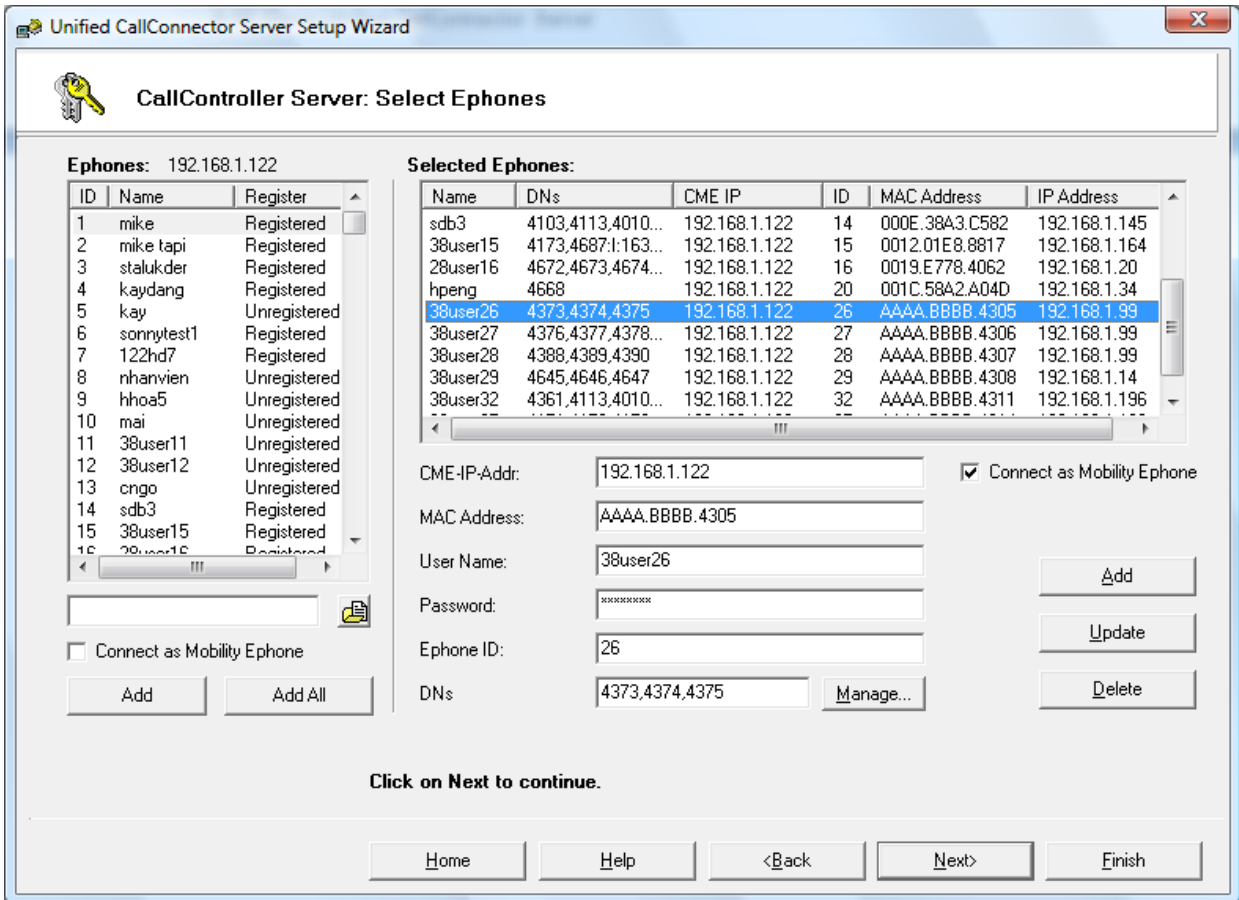 Unified CallConnector Server Setup Wizard
CallController Server: Select Ephones
Ephones: 192.168.1.122
ID Name Register
1 mike Registered
2 mike tapi Registered
3 stalukder Registered
4 kaydang Registered
5 kay Unregistered
6 sonnytest1 Registered
7 122hd7 Registered
8 nhanvien Unregistered
9 hhoa5 Unregistered
10 mai Unregistered
11 38user11 Unregistered
12 38user12 Unregistered
13 cngo Unregistered
14 sdb3 Registered
15 38user15 Registered
Connect as Mobility Ephone
Add Add All
Selected Ephones:
Name DNs CME IP ID MAC Address IP Address
sdb3 4103,4113,4010... 192.168.1.122 14 000E.38A3.C582 192.168.1.145
38user15 4173,4687:I:163... 192.168.1.122 15 0012.01E8.8817 192.168.1.164
28user16 4672,4673,4674... 192.168.1.122 16 0019.E778.4062 192.168.1.20
hpeng 4668 192.168.1.122 20 001C.58A2.A04D 192.168.1.34
38user26 4373,4374,4375 192.168.1.122 26 AAAA.BBBB.4305 192.168.1.99
38user27 4376,4377,4378... 192.168.1.122 27 AAAA.BBBB.4306 192.168.1.99
38user28 4388,4389,4390 192.168.1.122 28 AAAA.BBBB.4307 192.168.1.99
38user29 4645,4646,4647 192.168.1.122 29 AAAA.BBBB.4308 192.168.1.14
38user32 4361,4113,4010... 192.168.1.122 32 AAAA.BBBB.4311 192.168.1.196
CME-IP-Addr: 192.168.1.122
Connect as Mobility Ephone
MAC Address: AAAA.BBBB.4305
User Name: 38user26
Password: ********
Ephone ID: 26
DNs 4373,4374,4375 Manage...
Add
Update
Delete
Click on Next to continue.
Home Help <Back Next> Finish